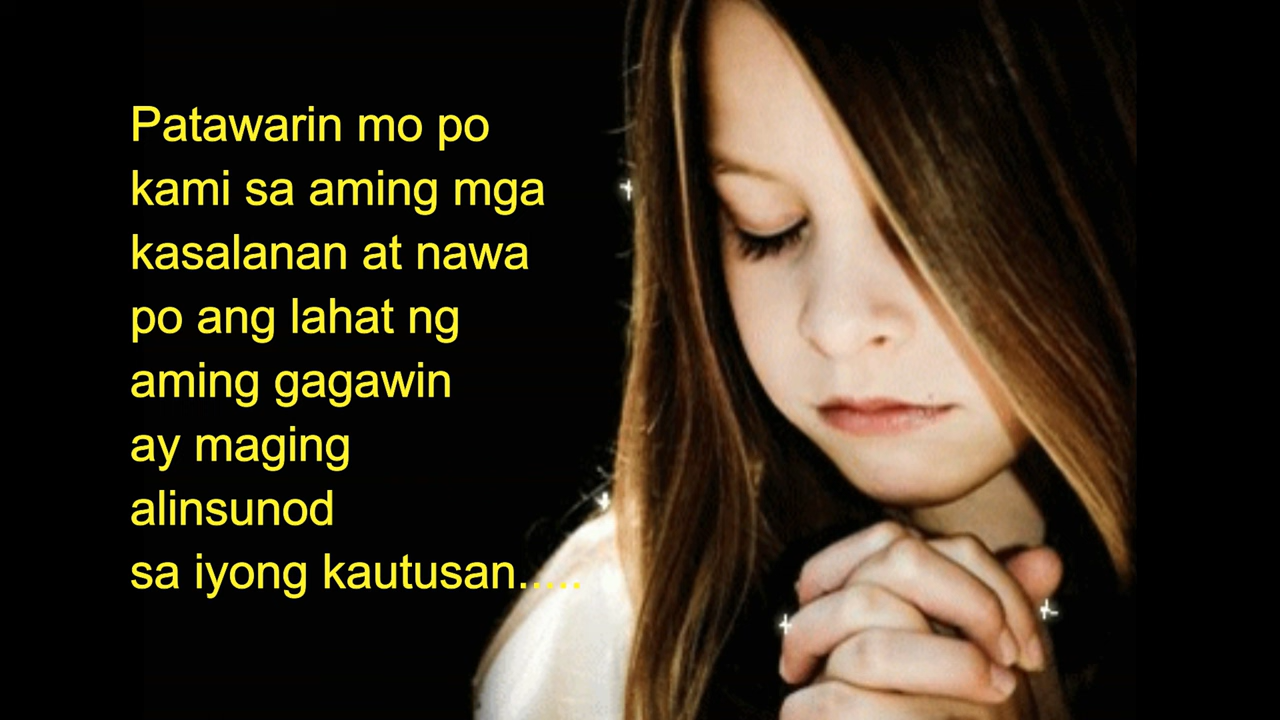 Patawarin mo po
kami sa aming mga
kasalanan at nawa
po ang lahat ng
aming gagawin
ay maging
alinsunod
sa iyong kautusan.....